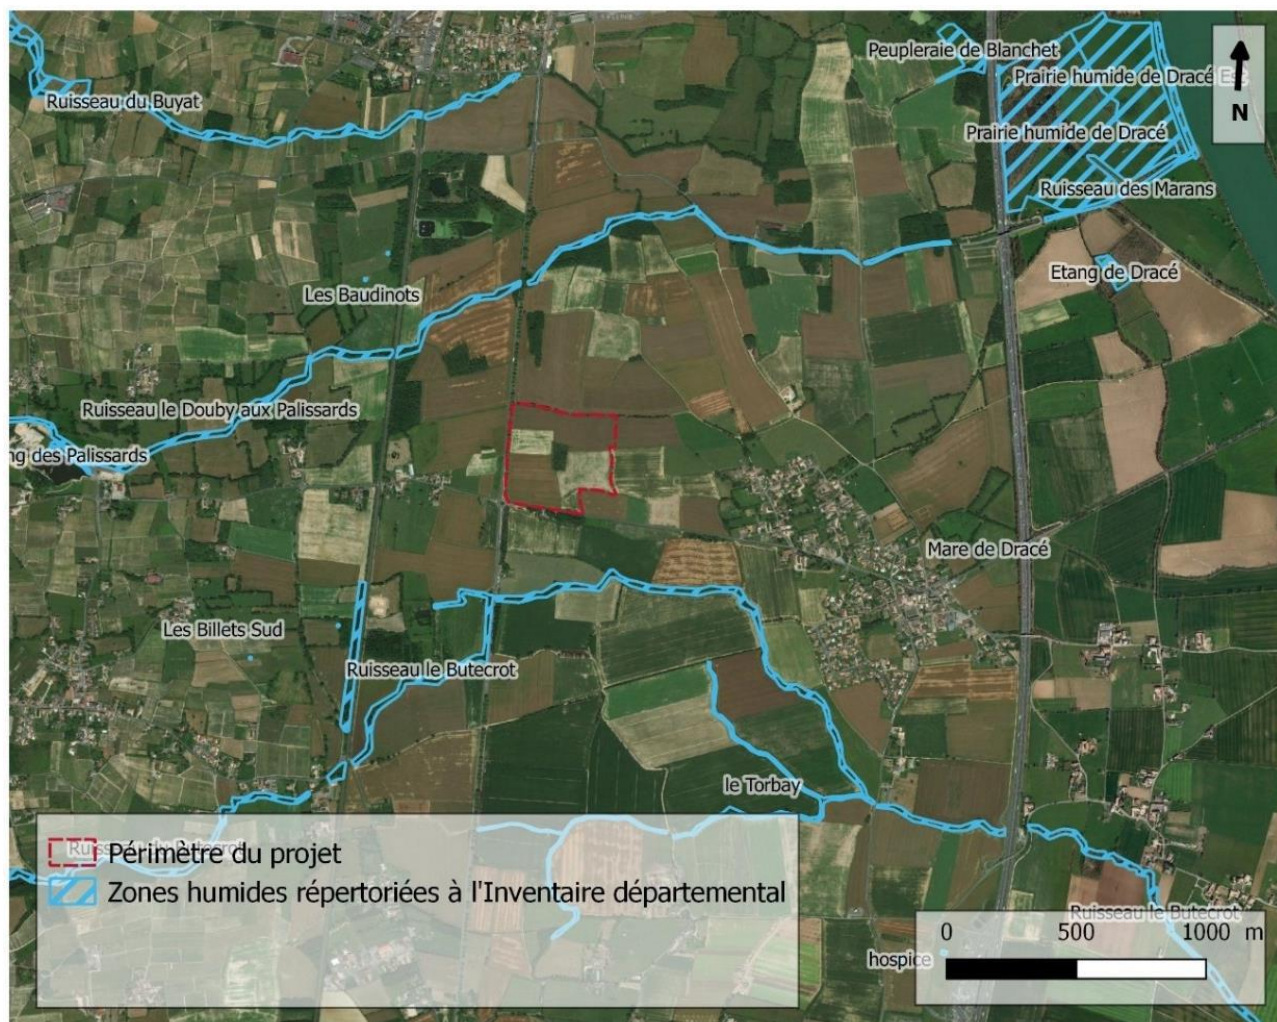 Peupleraie de Blanchet
Prairie humide de Dracé Est
N
Ruisseau du Buyat
Prairie humide de Dracé
Ruisseau des Marans
Etang de Dracé
Les Baudinots
Ruisseau le Douby aux Palissards
ng des Palissards
Mare de Dracé
Les Billets Sud
Ruisseau le Butecrot
le Torbay
Périmètre du projet
Zones humides répertoriées à l'Inventaire départemental
Ruisseau le Butecrot
0 500 1000 m
hospice